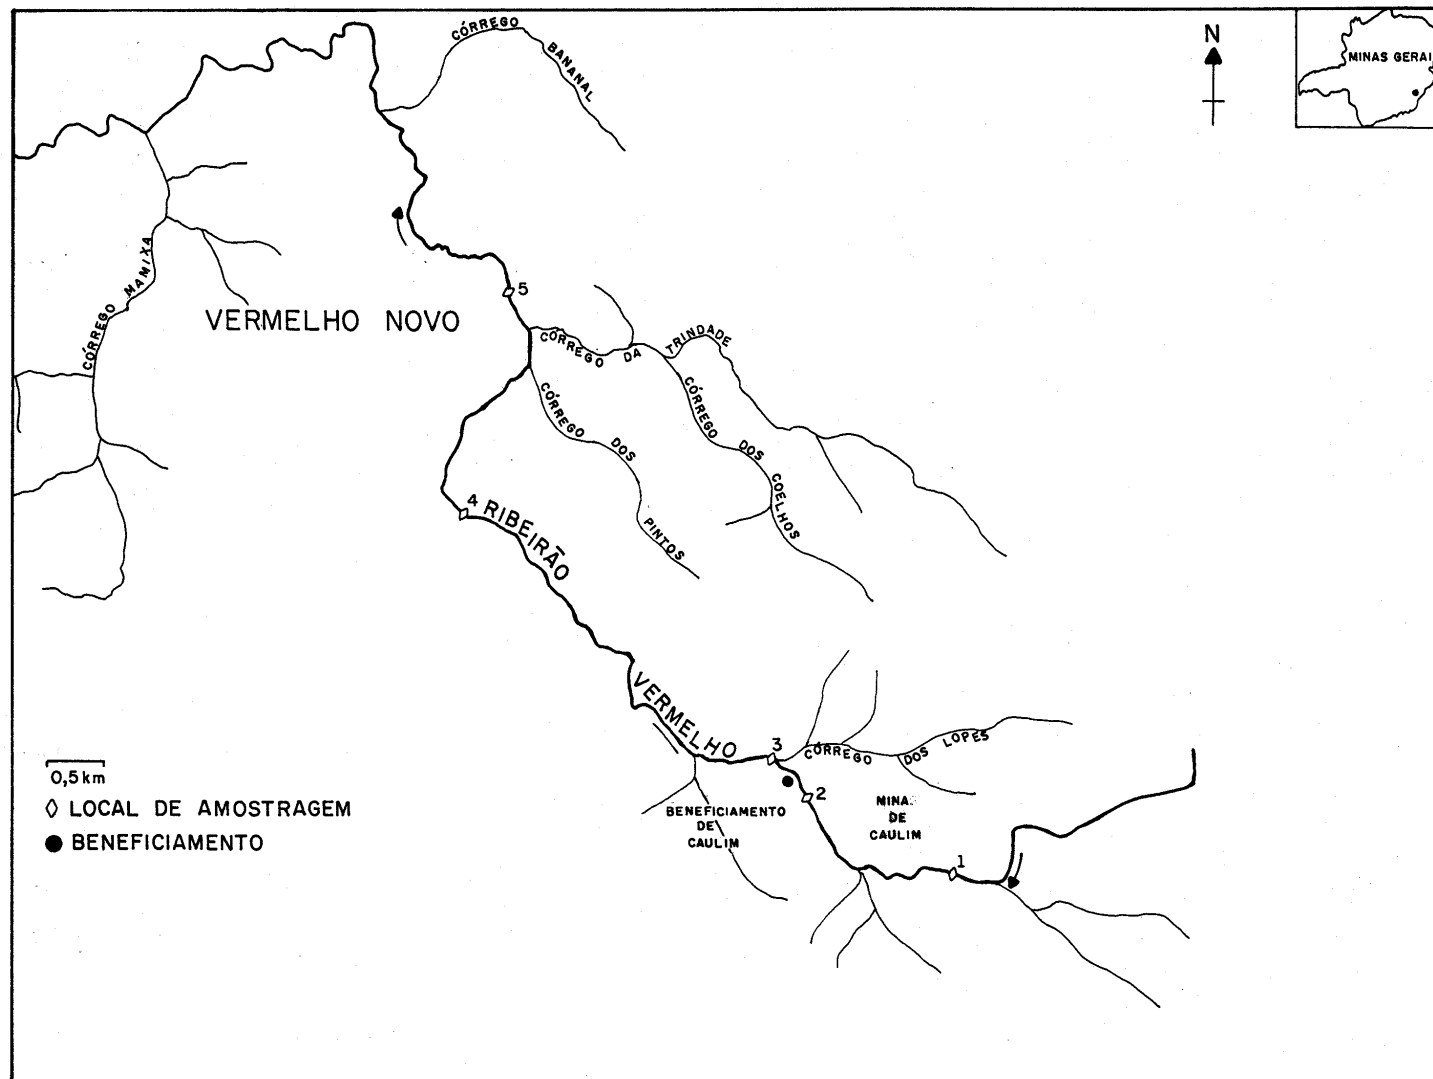 CÓRREGO BANANAL
N
MINAS GERAI
CÓRREGO MAMIXA
5
VERMELHO NOVO
CÓRREGO DA TRINDADE
CÓRREGO DOS PINTOS
CÓRREGO DOS COELHOS
4
RIBEIRÃO VERMELHO
3
CÓRREGO DOS LOPES
2
MINA
DE
CAULIM
BENEFICIAMENTO
DE
CAULIM
1
0,5 km
LOCAL DE AMOSTRAGEM
BENEFICIAMENTO